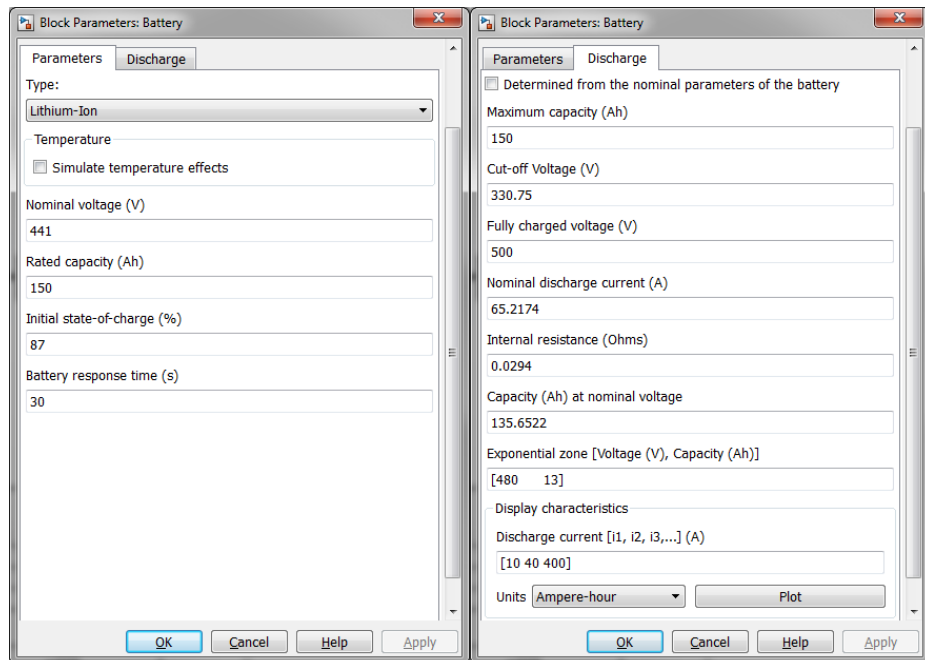 Block Parameters: Battery
Parameters Discharge
Type:
Lithium-Ion
Temperature
Simulate temperature effects
Nominal voltage (V)
441
Rated capacity (Ah)
150
Initial state-of-charge (%)
87
Battery response time (s)
30
OK Cancel Help Apply
Block Parameters: Battery
Parameters Discharge
Determined from the nominal parameters of the battery
Maximum capacity (Ah)
150
Cut-off Voltage (V)
330.75
Fully charged voltage (V)
500
Nominal discharge current (A)
65.2174
Internal resistance (Ohms)
0.0294
Capacity (Ah) at nominal voltage
135.6522
Exponential zone [Voltage (V), Capacity (Ah)]
[480 13]
Display characteristics
Discharge current [i1, i2, i3,...] (A)
[10 40 400]
Units Ampere-hour Plot
OK Cancel Help Apply